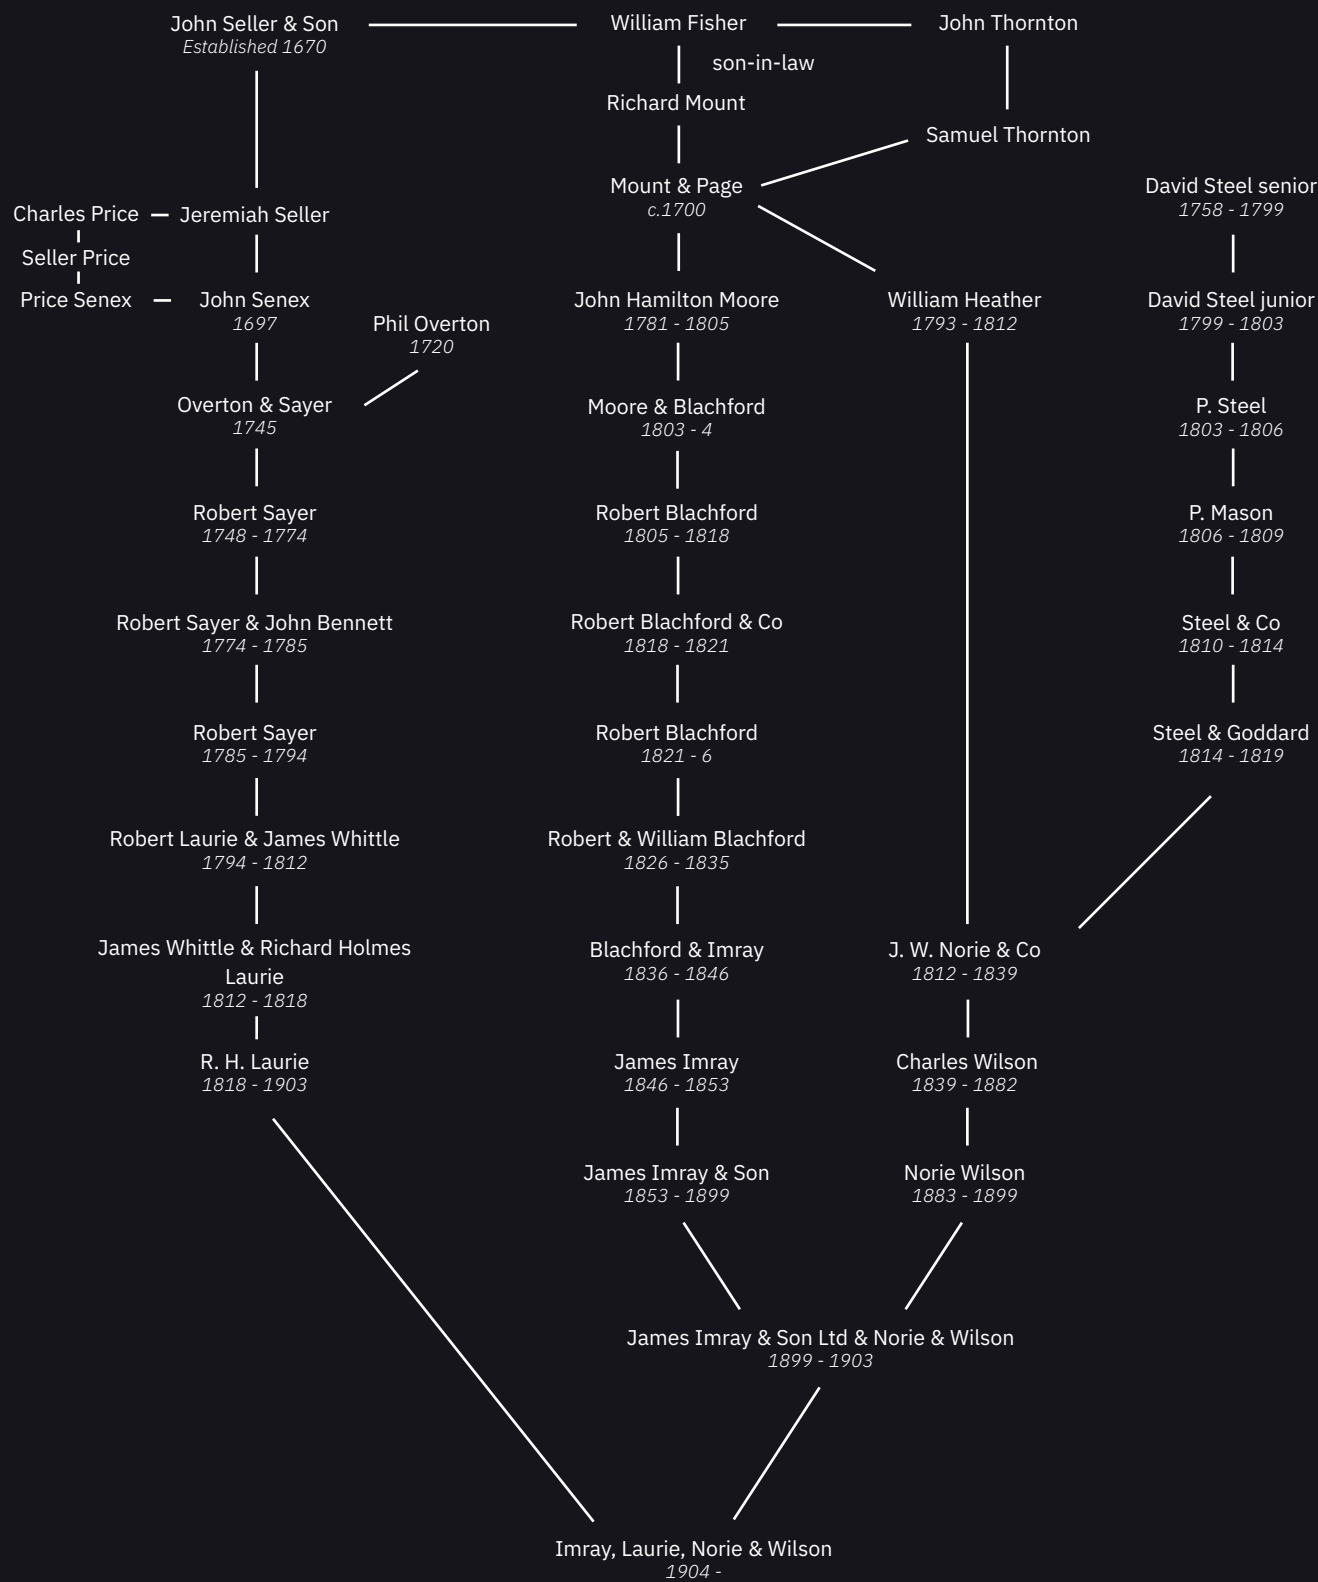 John Seller & Son
Established 1670
William Fisher
John Thornton
son-in-law
Richard Mount
Samuel Thornton
Mount & Page
c.1700
David Steel senior
1758 - 1799
Charles Price
Jeremiah Seller
Seller Price
Price Senex
John Senex
1697
Phil Overton
1720
John Hamilton Moore
1781 - 1805
William Heather
1793 - 1812
David Steel junior
1799 - 1803
Overton & Sayer
1745
Moore & Blachford
1803 - 4
P. Steel
1803 - 1806
Robert Sayer
1748 - 1774
Robert Blachford
1805 - 1818
P. Mason
1806 - 1809
Robert Sayer & John Bennett
1774 - 1785
Robert Blachford & Co
1818 - 1821
Steel & Co
1810 - 1814
Robert Sayer
1785 - 1794
Robert Blachford
1821 - 6
Steel & Goddard
1814 - 1819
Robert Laurie & James Whittle
1794 - 1812
Robert & William Blachford
1826 - 1835
James Whittle & Richard Holmes
Laurie
1812 - 1818
Blachford & Imray
1836 - 1846
J. W. Norie & Co
1812 - 1839
R. H. Laurie
1818 - 1903
James Imray
1846 - 1853
Charles Wilson
1839 - 1882
James Imray & Son
1853 - 1899
Norie Wilson
1883 - 1899
James Imray & Son Ltd & Norie & Wilson
1899 - 1903
Imray, Laurie, Norie & Wilson
1904 -